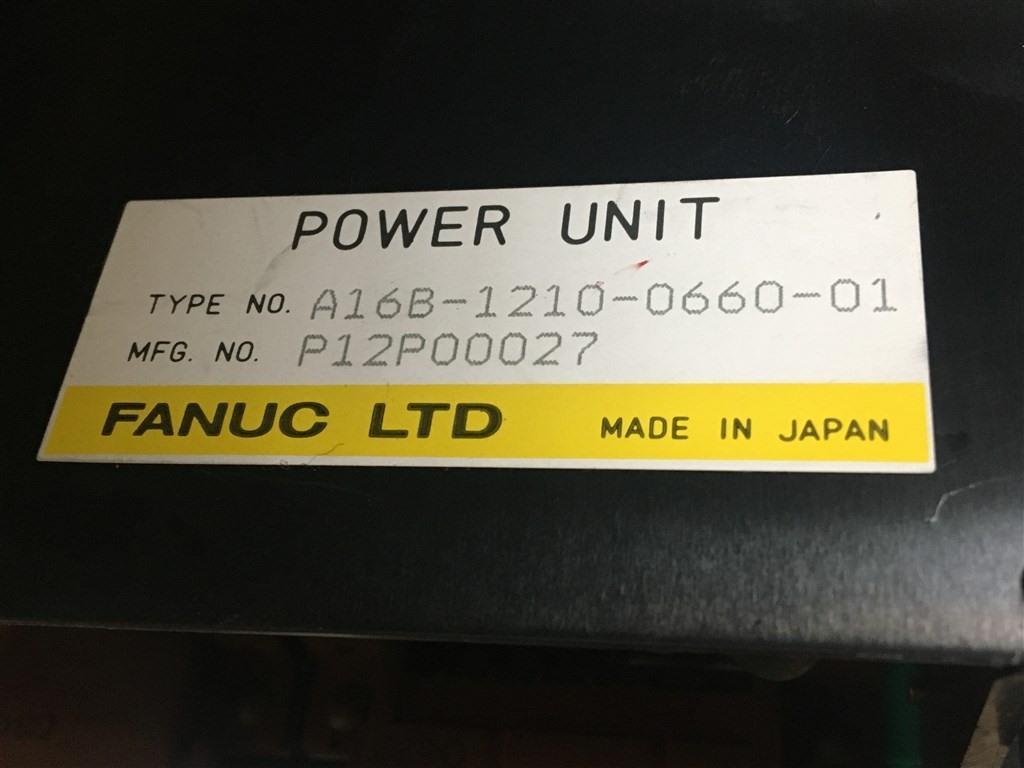 POWER UNIT
TYPE NO. A16B-1210-0660-01
MFG. NO. P12P00027
FANUC LTD MADE IN JAPAN